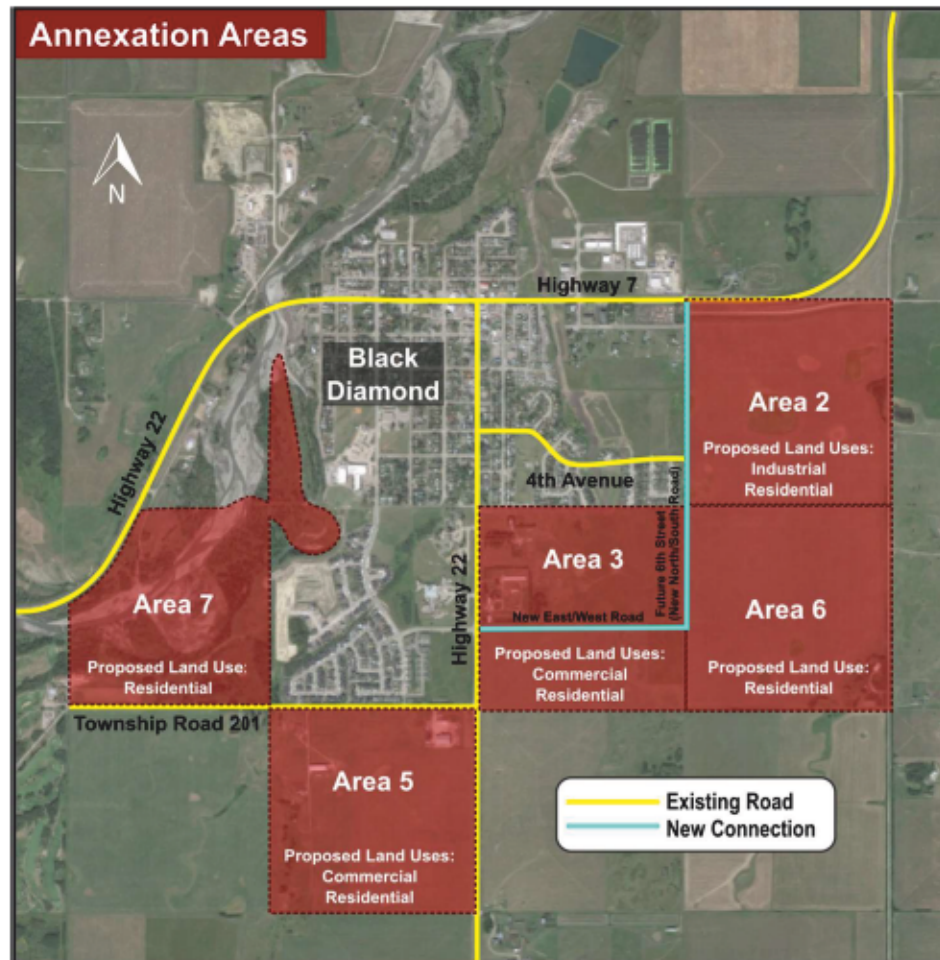 Annexation Areas
N
Highway 7
Black
Diamond
Highway 22
Area 2
Proposed Land Uses:
Industrial
Residential
4th Avenue
Future 6th Street
(New North/South Road)
Area 3
New East/West Road
Proposed Land Uses:
Commercial
Residential
Highway 22
Area 6
Proposed Land Use:
Residential
Area 7
Proposed Land Use:
Residential
Township Road 201
Area 5
Proposed Land Uses:
Commercial
Residential
Existing Road
New Connection